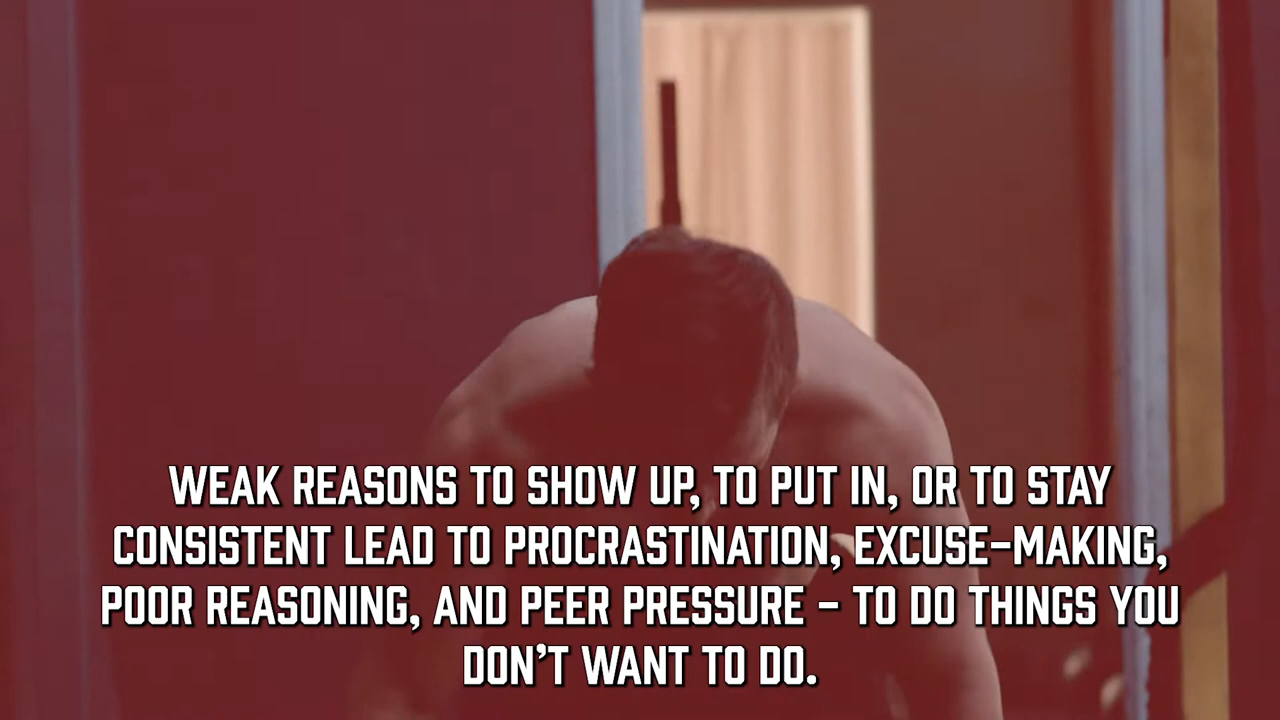 WEAK REASONS TO SHOW UP, TO PUT IN, OR TO STAY
CONSISTENT LEAD TO PROCRASTINATION, EXCUSE-MAKING,
POOR REASONING, AND PEER PRESSURE - TO DO THINGS YOU
DON'T WANT TO DO.